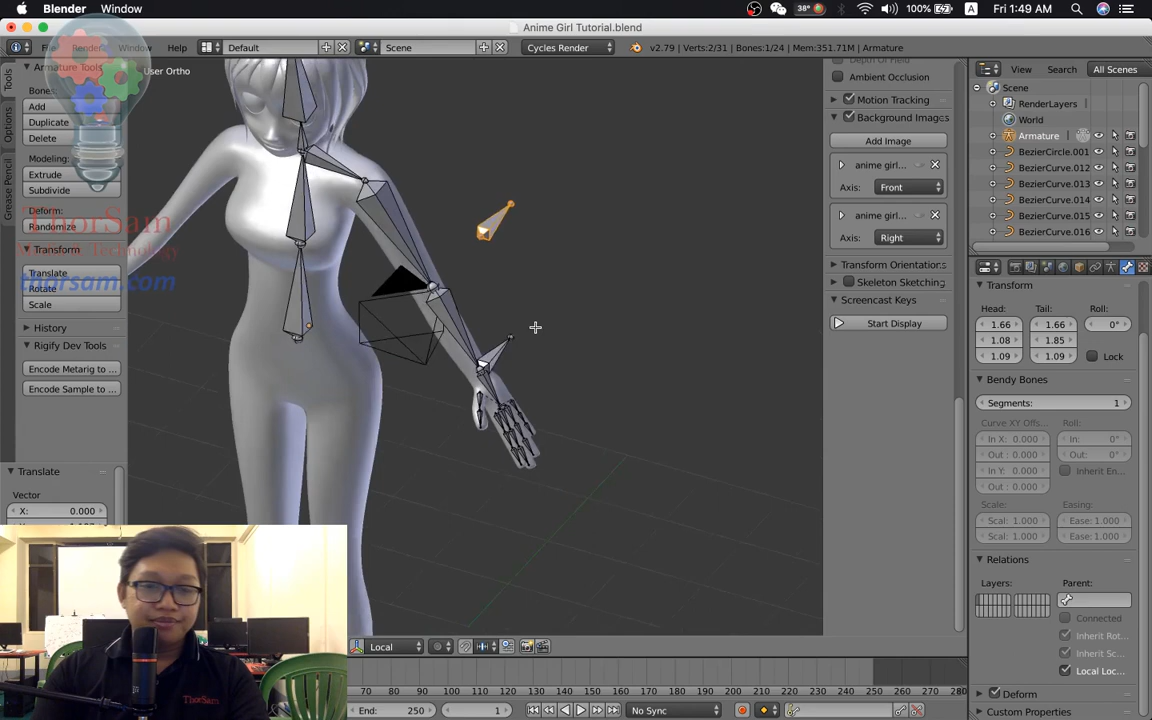 Blender
Window
38°
100%
A
Fri 1:49 AM
Anime Girl Tutorial.blend
File
Render
Window
Help
Default
Scene
Cycles Render
v2.79 | Verts:2/31 | Bones:1/24 | Mem:351.71M | Armature
User Ortho
Tools
Options
Grease Pencil
Armature Tools
Bones:
Add
Duplicate
Delete
Modeling:
Extrude
Subdivide
Deform:
Randomize
Transform
Translate
Rotate
Scale
History
Rigify Dev Tools
Encode Metarig to ...
Encode Sample to ...
Translate
Vector
X: 0.000
ThorSam
thorsam.com
ThorSam
Ambient Occlusion
Motion Tracking
Background Images
Add Image
anime girl...
Axis:
Front
anime girl...
Axis:
Right
Transform Orientations
Skeleton Sketching
Screencast Keys
Start Display
View
Search
All Scenes
Scene
RenderLayers
World
Armature
BezierCircle.001
BezierCurve.012
BezierCurve.013
BezierCurve.014
BezierCurve.015
BezierCurve.016
Transform
Head:
Tail:
Roll:
1.66
1.66
0°
1.08
1.85
Lock
1.09
1.09
Bendy Bones
Segments: 1
Curve XY Offs...
Roll:
In X: 0.000
In: 0°
Out : 0.000
Out : 0°
In Y: 0.000
Inherit En...
Out : 0.000
Scale:
Easing:
Scal: 1.000
Ease: 1.000
Scal: 1.000
Ease: 1.000
Relations
Layers:
Parent:
Connected
Inherit Rot...
Inherit Sc...
Local Loc...
Deform
Custom Properties
Local
70 80 90 100 110 120 130 140 150 160 170 180 190 200 210 220 230 240 250 260 270 280
End: 250
1
No Sync